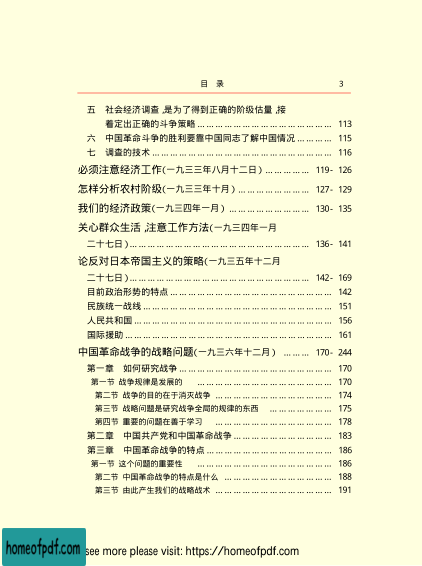 目 录 3
五 社会经济调查,是为了得到正确的阶级估量,接
着定出正确的斗争策略 ………………………………… 113
六 中国革命斗争的胜利要靠中国同志了解中国情况 ………… 115
七 调查的技术 ………………………………………………… 116
必须注意经济工作(一九三三年八月十二日) ………… 119- 126
怎样分析农村阶级(一九三三年十月) ………………… 127- 129
我们的经济政策(一九三四年一月) …………………… 130- 135
关心群众生活,注意工作方法(一九三四年一月
二十七日) ………………………………………………… 136- 141
论反对日本帝国主义的策略(一九三五年十二月
二十七日) ………………………………………………… 142- 169
目前政治形势的特点 …………………………………………… 142
民族统一战线 …………………………………………………… 151
人民共和国 ……………………………………………………… 156
国际援助 ………………………………………………………… 161
中国革命战争的战略问题(一九三六年十二月) ……… 170- 244
第一章 如何研究战争 ………………………………………… 170
第一节 战争规律是发展的 …………………………………… 170
第二节 战争的目的在于消灭战争 …………………………… 174
第三节 战略问题是研究战争全局的规律的东西 …………… 175
第四节 重要的问题在善于学习 ……………………………… 178
第二章 中国共产党和中国革命战争 ………………………… 183
第三章 中国革命战争的特点 ………………………………… 186
第一节 这个问题的重要性 …………………………………… 186
第二节 中国革命战争的特点是什么 ………………………… 188
第三节 由此产生我们的战略战术 …………………………… 191
homeofpdf.com
see more please visit: https://homeofpdf.com